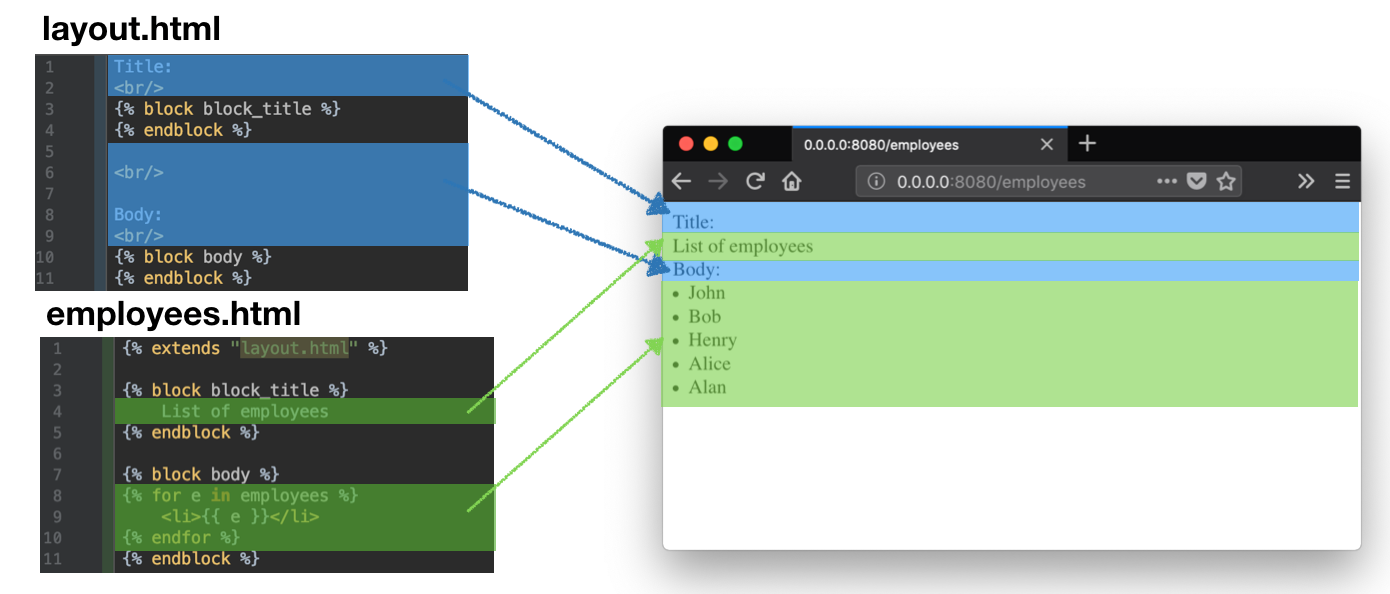 layout.html
1 Title:
2 <br/>
3 {% block block_title %}
4 {% endblock %}
5
6 <br/>
7
8 Body:
9 <br/>
10 {% block body %}
11 {% endblock %}
employees.html
1 {% extends "layout.html" %}
2
3 {% block block_title %}
4 List of employees
5 {% endblock %}
6
7 {% block body %}
8 {% for e in employees %}
9 <li>{{ e }}</li>
10 {% endfor %}
11 {% endblock %}
0.0.0.0:8080/employees
0.0.0.0:8080/employees
Title:
List of employees
Body:
• John
• Bob
• Henry
• Alice
• Alan